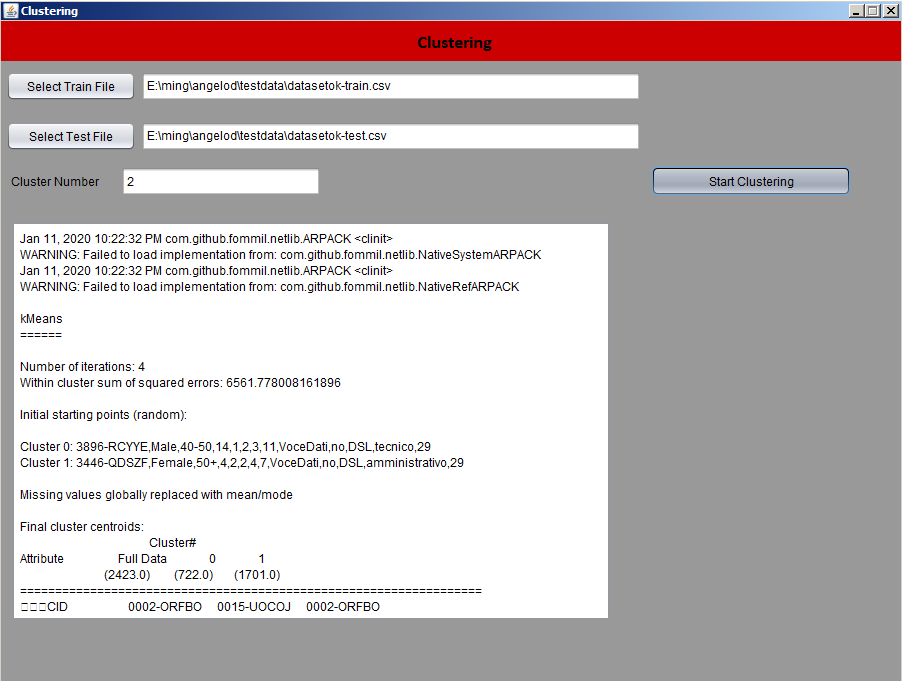 Clustering
Clustering
Select Train File E:\ming\angelod\testdata\datasetok-train.csv
Select Test File E:\ming\angelod\testdata\datasetok-test.csv
Cluster Number 2 Start Clustering
Jan 11, 2020 10:22:32 PM com.github.fommil.netlib.ARPACK <clinit>
WARNING: Failed to load implementation from: com.github.fommil.netlib.NativeSystemARPACK
Jan 11, 2020 10:22:32 PM com.github.fommil.netlib.ARPACK <clinit>
WARNING: Failed to load implementation from: com.github.fommil.netlib.NativeRefARPACK
kMeans
======
Number of iterations: 4
Within cluster sum of squared errors: 6561.778008161896
Initial starting points (random):
Cluster 0: 3896-RCYYE,Male,40-50,14,1,2,3,11,VoceDati,no,DSL,tecnico,29
Cluster 1: 3446-QDSZF,Female,50+,4,2,2,4,7,VoceDati,no,DSL,amministrativo,29
Missing values globally replaced with mean/mode
Final cluster centroids:
Cluster#
Attribute Full Data 0 1
(2423.0) (722.0) (1701.0)
==================================================================
□□□CID 0002-ORFBO 0015-UOCOJ 0002-ORFBO